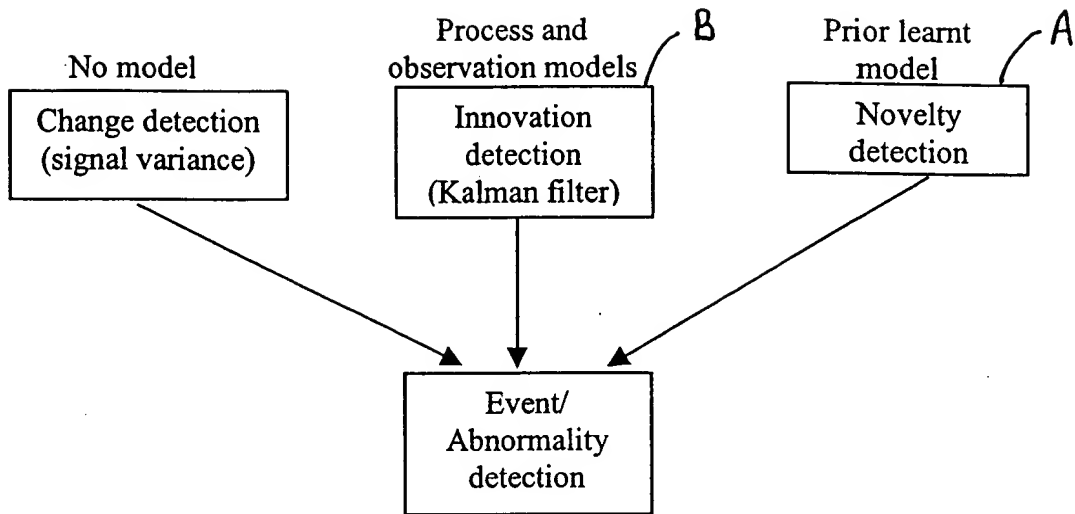 No model
Change detection
(signal variance)
Process and
observation models
B
Innovation
detection
(Kalman filter)
Prior learnt
model
A
Novelty
detection
Event/
Abnormality
detection